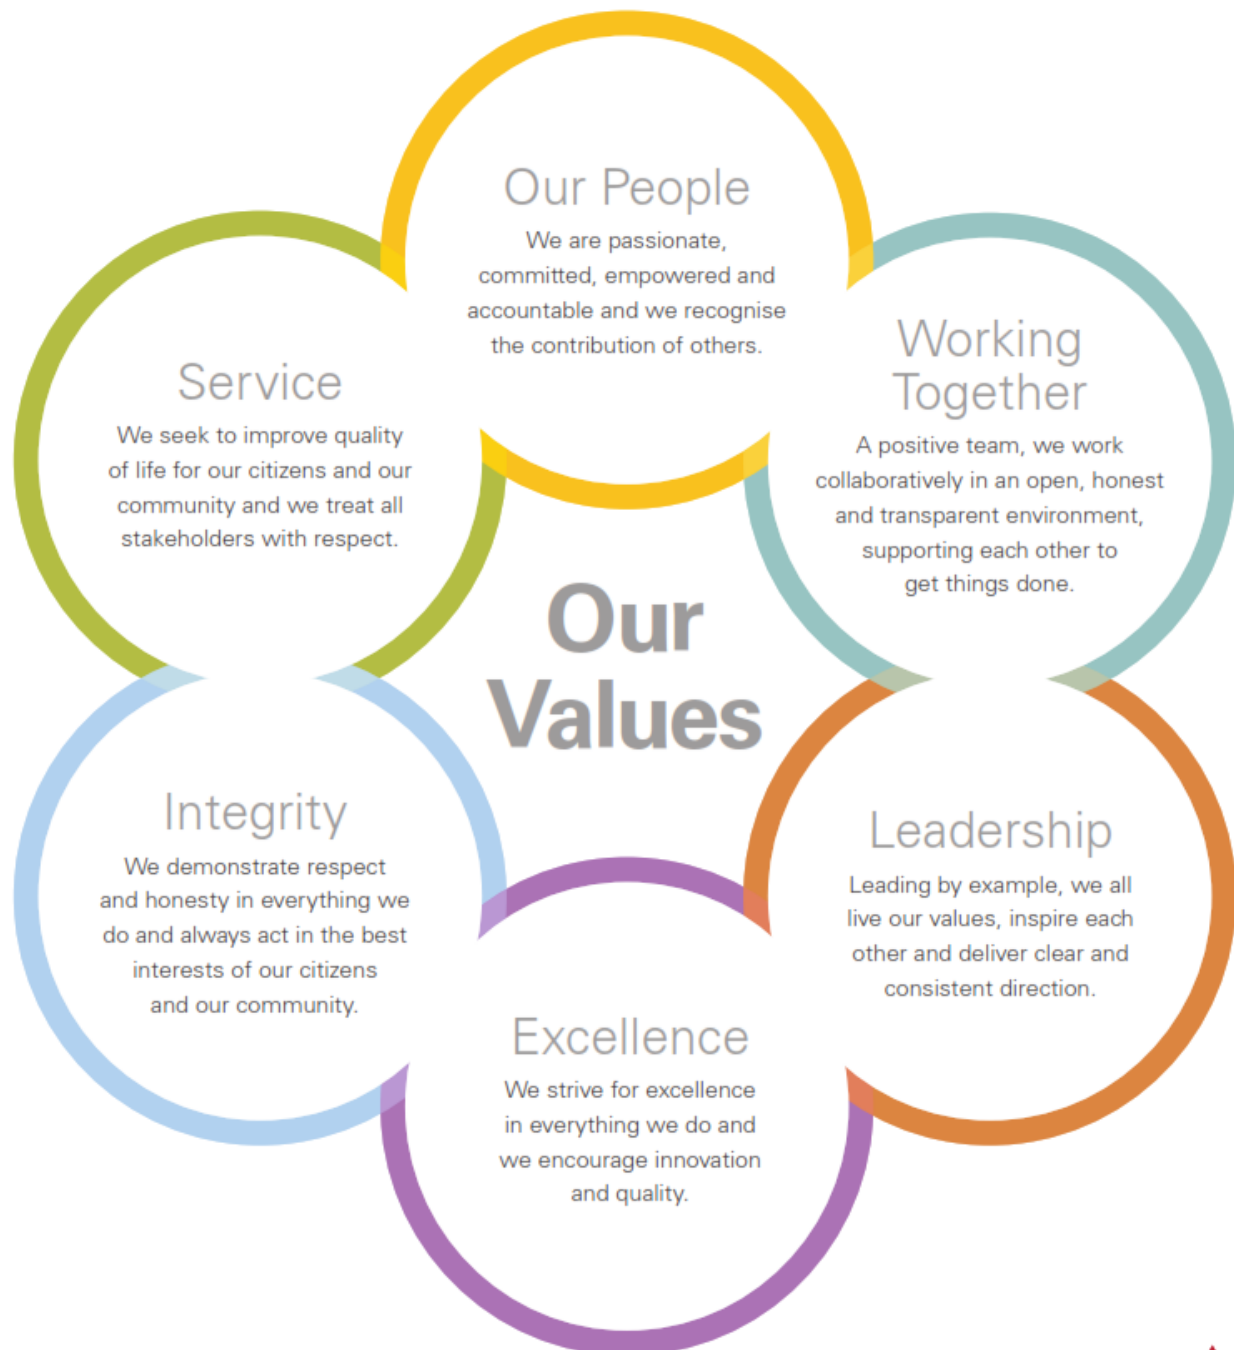 Our People
We are passionate,
committed, empowered and
accountable and we recognise
the contribution of others.
Working
Together
A positive team, we work
collaboratively in an open, honest
and transparent environment,
supporting each other to
get things done.
Service
We seek to improve quality
of life for our citizens and our
community and we treat all
stakeholders with respect.
Our
Values
Integrity
We demonstrate respect
and honesty in everything we
do and always act in the best
interests of our citizens
and our community.
Leadership
Leading by example, we all
live our values, inspire each
other and deliver clear and
consistent direction.
Excellence
We strive for excellence
in everything we do and
we encourage innovation
and quality.